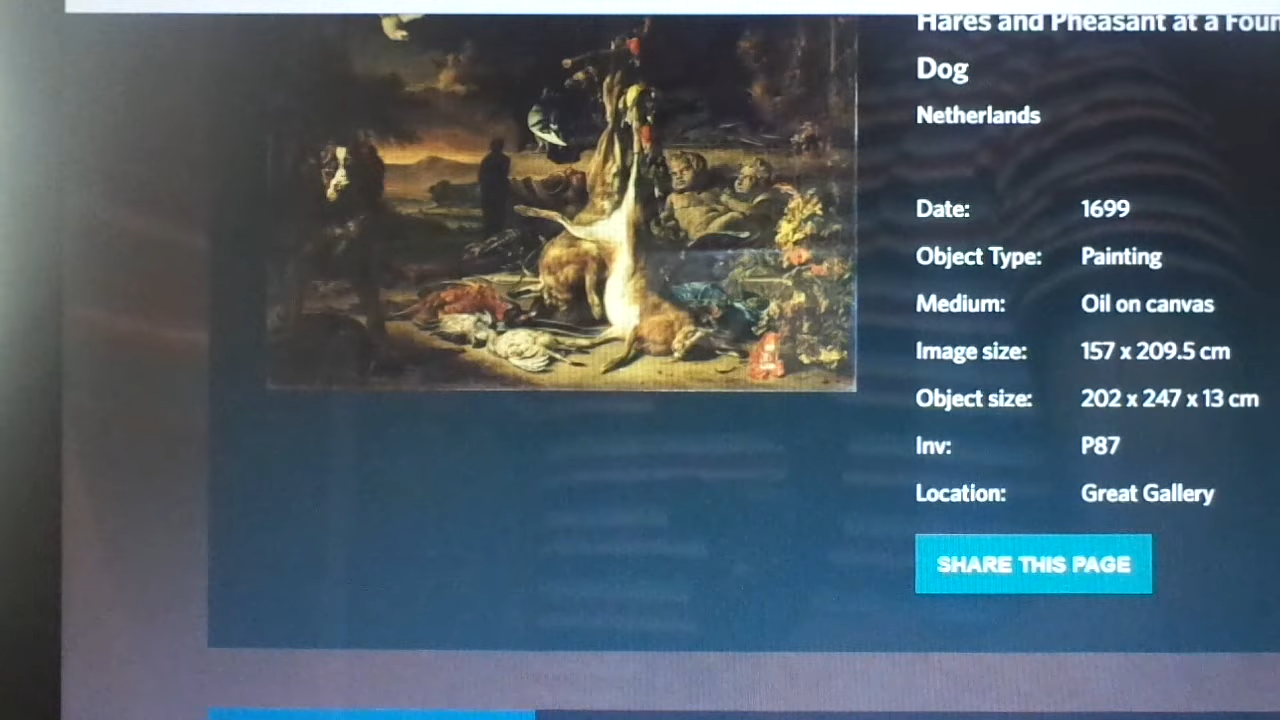 Hares and Pheasant at a
Dog
Netherlands
Date: 1699
Object Type: Painting
Medium: Oil on canvas
Image size: 157 x 209.5 cm
Object size: 202 x 247 x 13 cm
Inv: P87
Location: Great Gallery
SHARE THIS PAGE